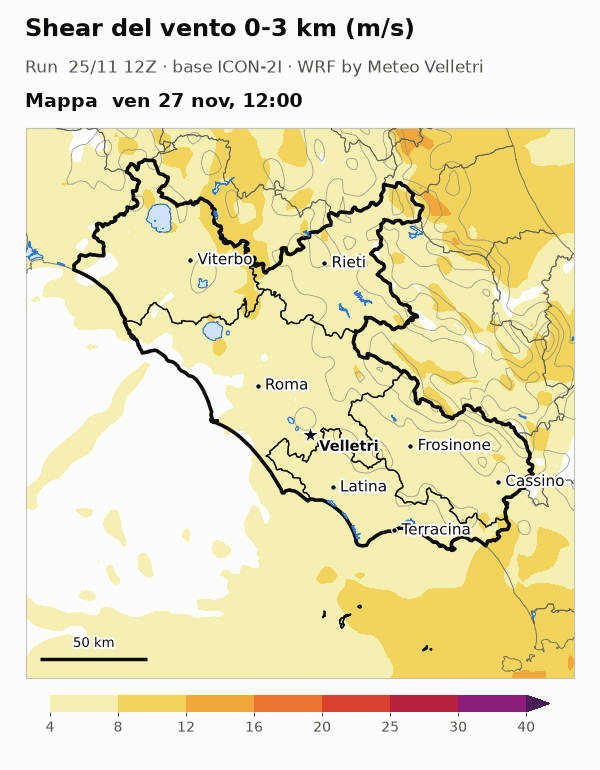 Shear del vento 0-3 km (m/s)
Run  25/11 12Z · base ICON-2I · WRF by Meteo Velletri
Mappa  ven 27 nov, 12:00
Viterbo
Rieti
Roma
Velletri
Frosinone
Cassino
Latina
Terracina
50 km
4 8 12 16 20 25 30 40